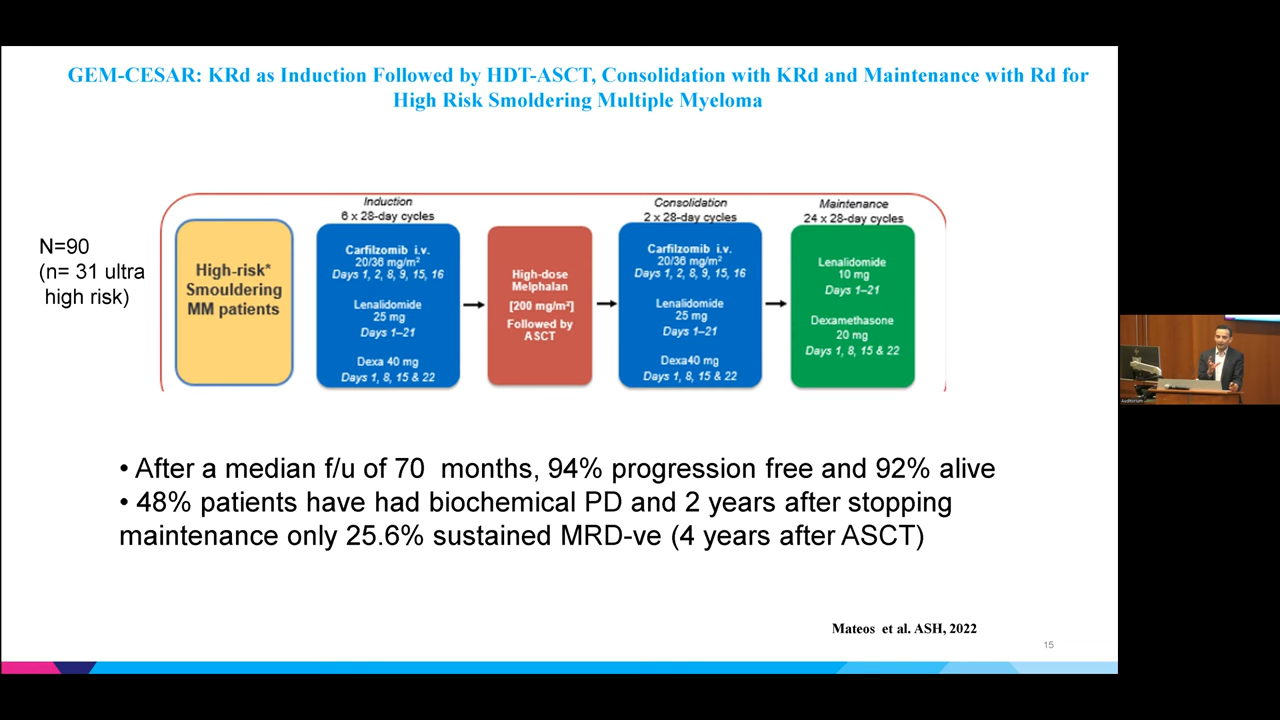 GEM-CESAR: KRd as Induction Followed by HDT-ASCT, Consolidation with KRd and Maintenance with Rd for
High Risk Smoldering Multiple Myeloma
N=90
(n= 31 ultra
high risk)
High-risk*
Smouldering
MM patients
Induction
6 x 28-day cycles
Carfilzomib i.v.
20/36 mg/m²
Days 1, 2, 8, 9, 15, 16
Lenalidomide
25 mg
Days 1–21
Dexa 40 mg
Days 1, 8, 15 & 22
High-dose
Melphalan
[200 mg/m²]
Followed by
ASCT
Consolidation
2 x 28-day cycles
Carfilzomib i.v.
20/36 mg/m²
Days 1, 2, 8, 9, 15, 16
Lenalidomide
25 mg
Days 1–21
Dexa40 mg
Days 1, 8, 15 & 22
Maintenance
24 x 28-day cycles
Lenalidomide
10 mg
Days 1–21
Dexamethasone
20 mg
Days 1, 8, 15 & 22
• After a median f/u of 70 months, 94% progression free and 92% alive
• 48% patients have had biochemical PD and 2 years after stopping
maintenance only 25.6% sustained MRD-ve (4 years after ASCT)
Mateos et al. ASH, 2022
15
Auditorium